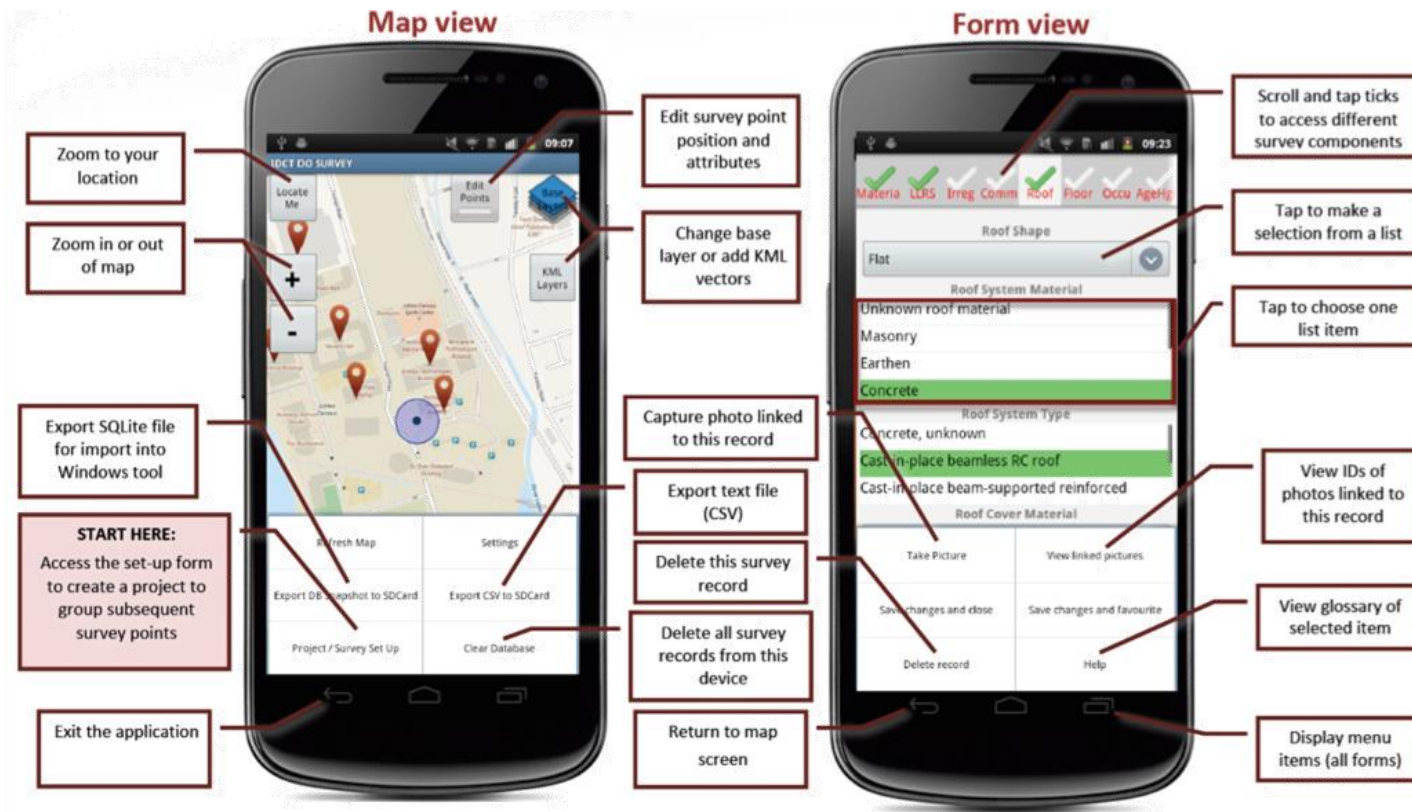 Map view
Form view
Zoom to your
location
Zoom in or out
of map
Export SQLite file
for import into
Windows tool
START HERE:
Access the set-up form
to create a project to
group subsequent
survey points
Exit the application
09:07
IDCT DO SURVEY
Locate
Me
Edit
Points
Base
Layers
+
-
KML
Layers
Refresh Map
Settings
Export DB Snapshot to SDCard
Export CSV to SDCard
Project / Survey Set Up
Clear Database
Edit survey point
position and
attributes
Change base
layer or add KML
vectors
Capture photo linked
to this record
Export text file
(CSV)
Delete this survey
record
Delete all survey
records from this
device
Return to map
screen
09:23
Materia LLRS Irreg Comm Roof Floor Occu AgeHg
Roof Shape
Flat
Roof System Material
Unknown roof material
Masonry
Earthen
Concrete
Roof System Type
Concrete, unknown
Cast-in-place beamless RC roof
Cast-in-place beam-supported reinforced
Roof Cover Material
Take Picture
View linked pictures
Save changes and close
Save changes and favourite
Delete record
Help
Scroll and tap ticks
to access different
survey components
Tap to make a
selection from a list
Tap to choose one
list item
View IDs of
photos linked to
this record
View glossary of
selected item
Display menu
items (all forms)